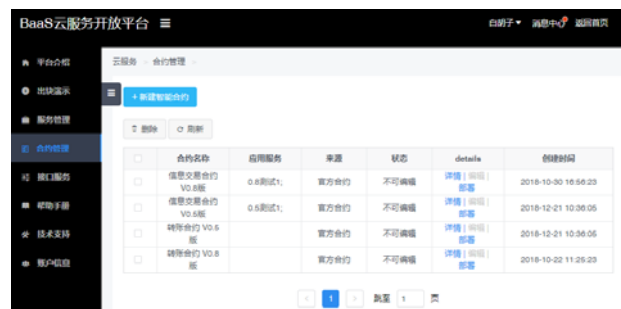 BaaS云服务开放平台
白胡子 消息中心 返回首页
平台介绍
出块演示
服务管理
合约管理
接口服务
帮助手册
技术支持
账户信息
云服务 合约管理
+ 新建智能合约
删除 刷新
合约名称 应用服务 来源 状态 details 创建时间
信息交易合约 V0.8版 0.8测试1; 官方合约 不可编辑 详情 | 编辑 | 部署 2018-10-30 16:56:23
信息交易合约 V0.5版 0.5测试1; 官方合约 不可编辑 详情 | 编辑 | 部署 2018-12-21 10:36:05
转账合约 V0.5版 官方合约 不可编辑 详情 | 编辑 | 部署 2018-12-21 10:36:05
转账合约 V0.8版 官方合约 不可编辑 详情 | 编辑 | 部署 2018-10-22 11:25:23
1 跳至 1 页